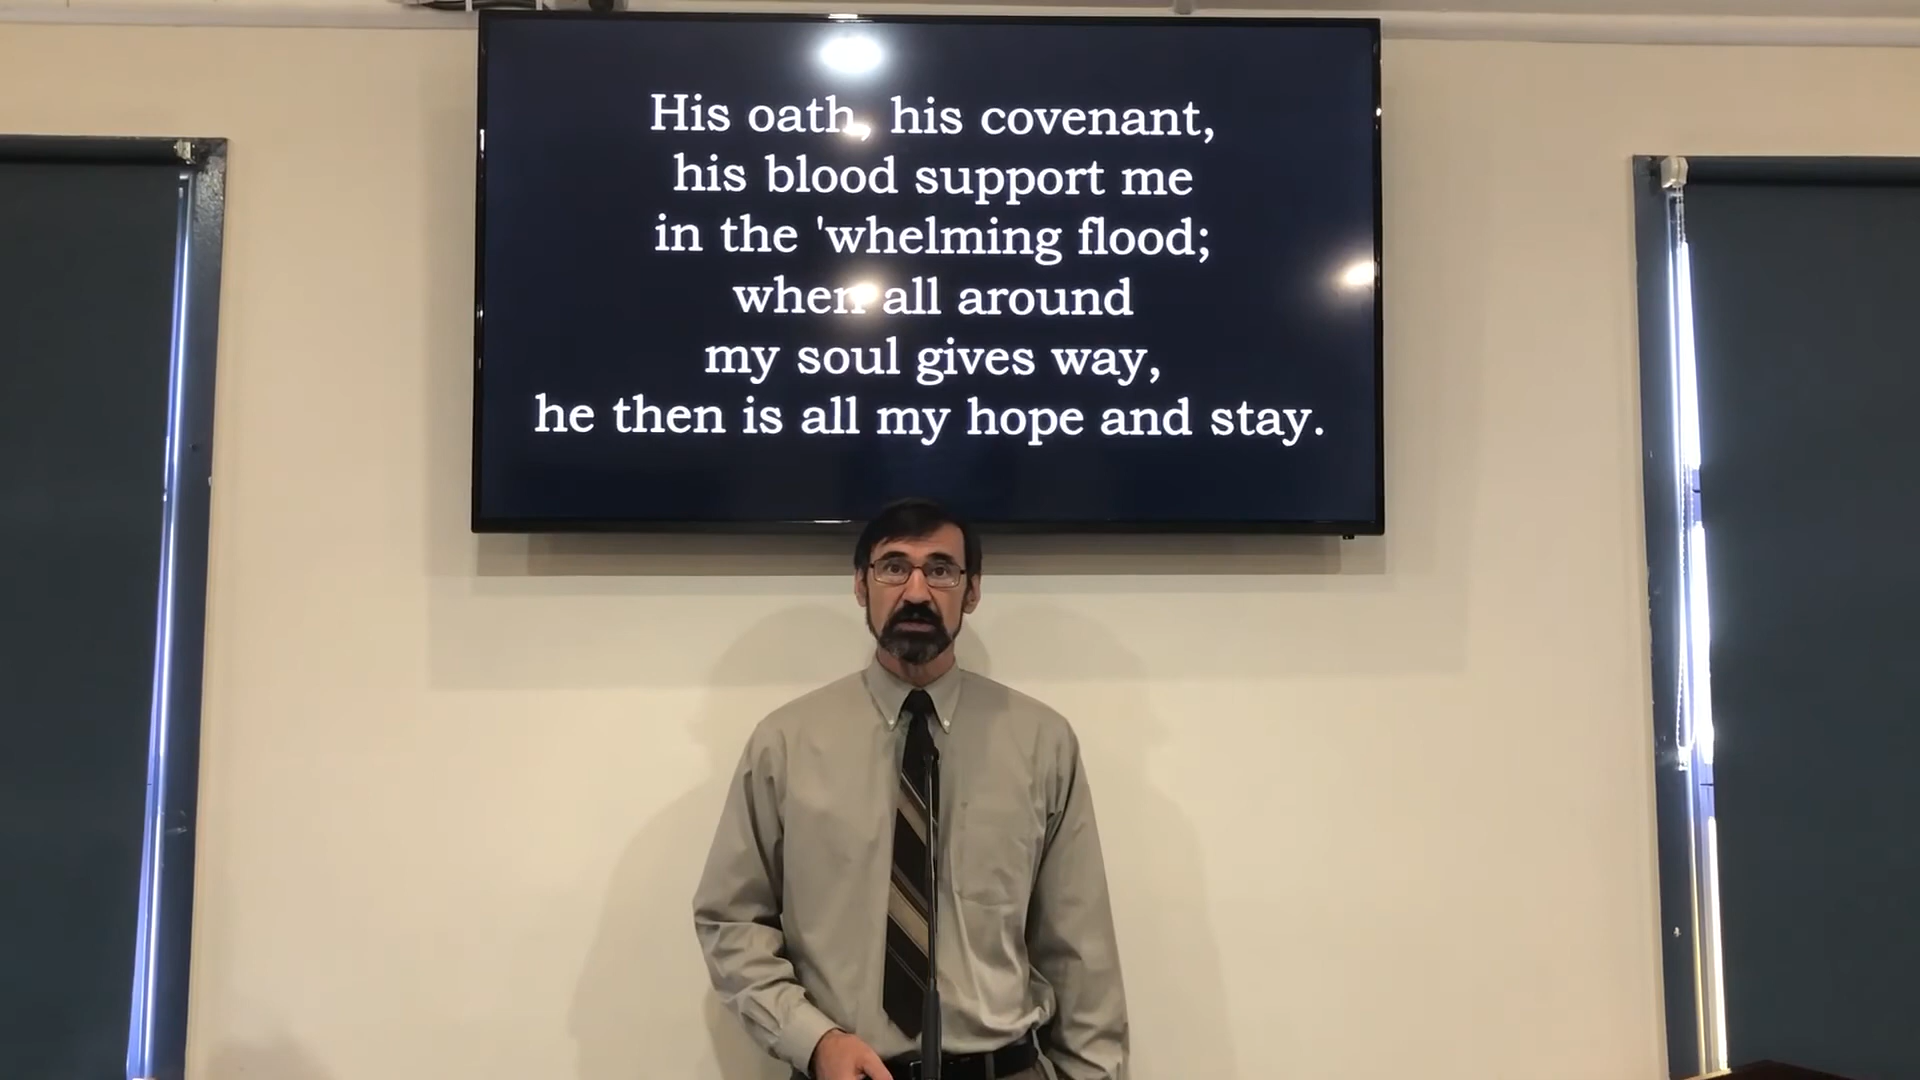 His oath, his covenant,
his blood support me
in the 'whelming flood;
when all around
my soul gives way,
he then is all my hope and stay.